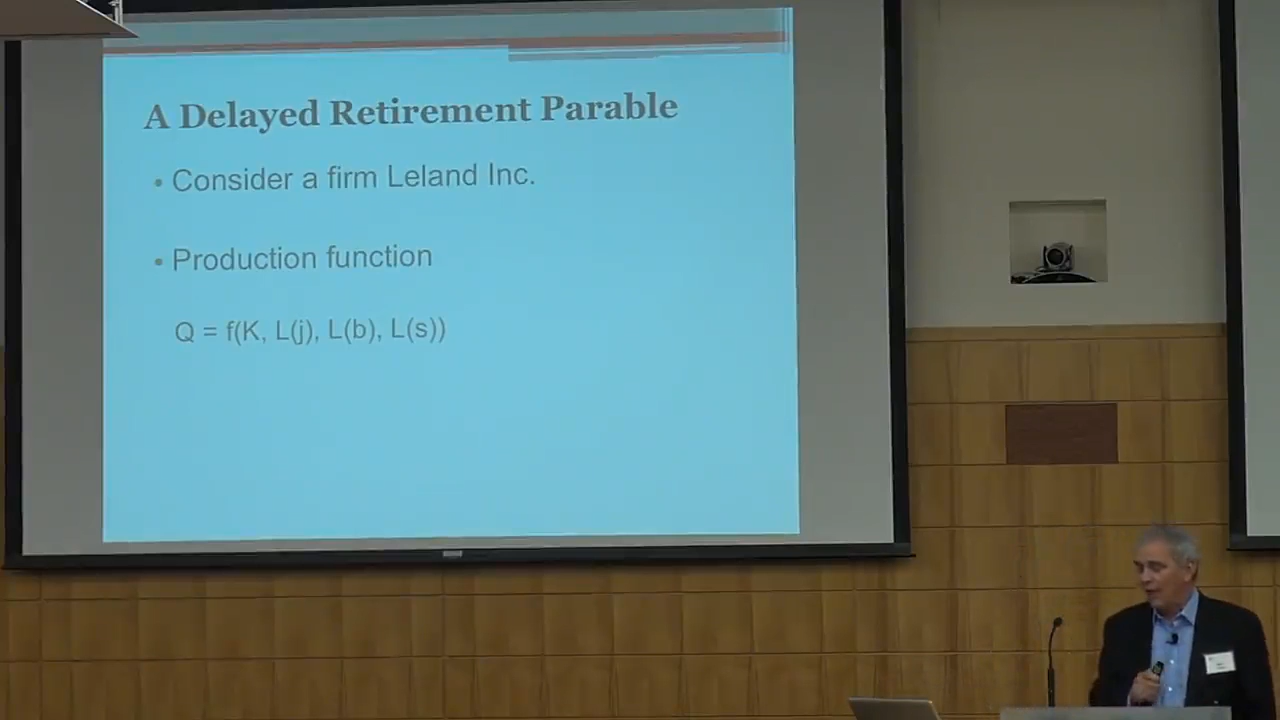 A Delayed Retirement Parable
• Consider a firm Leland Inc.
• Production function
Q = f(K, L(j), L(b), L(s))